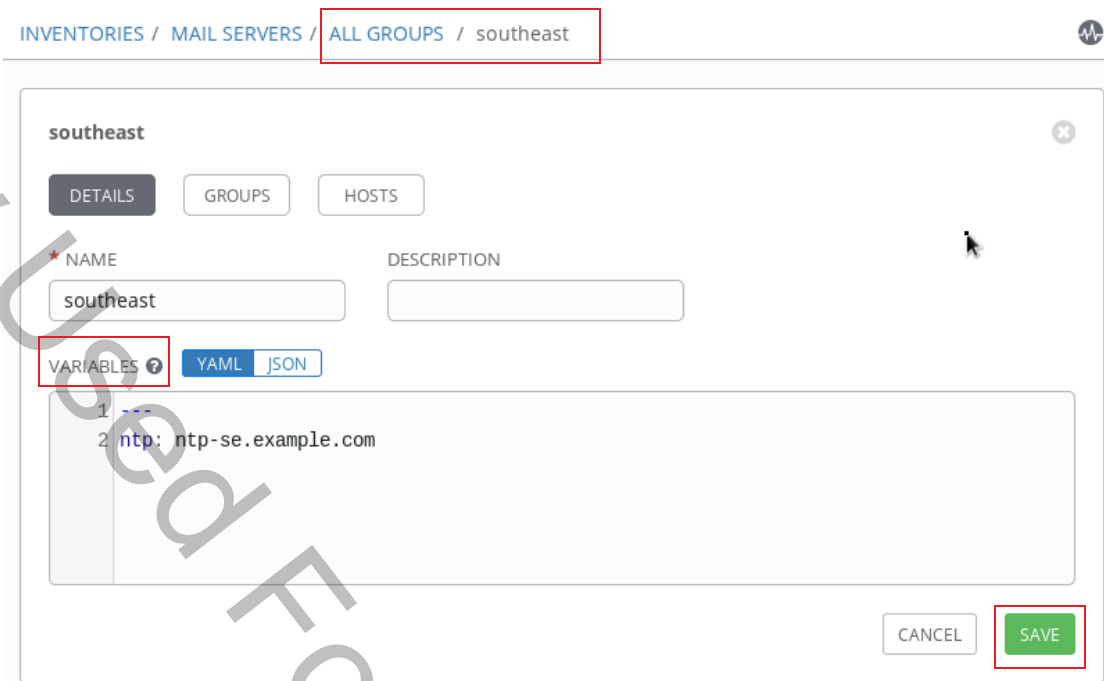 INVENTORIES / MAIL SERVERS / ALL GROUPS / southeast
southeast
DETAILS GROUPS HOSTS
* NAME DESCRIPTION
southeast
VARIABLES ? YAML JSON
1 ---
2 ntp: ntp-se.example.com
CANCEL SAVE
Used Fo